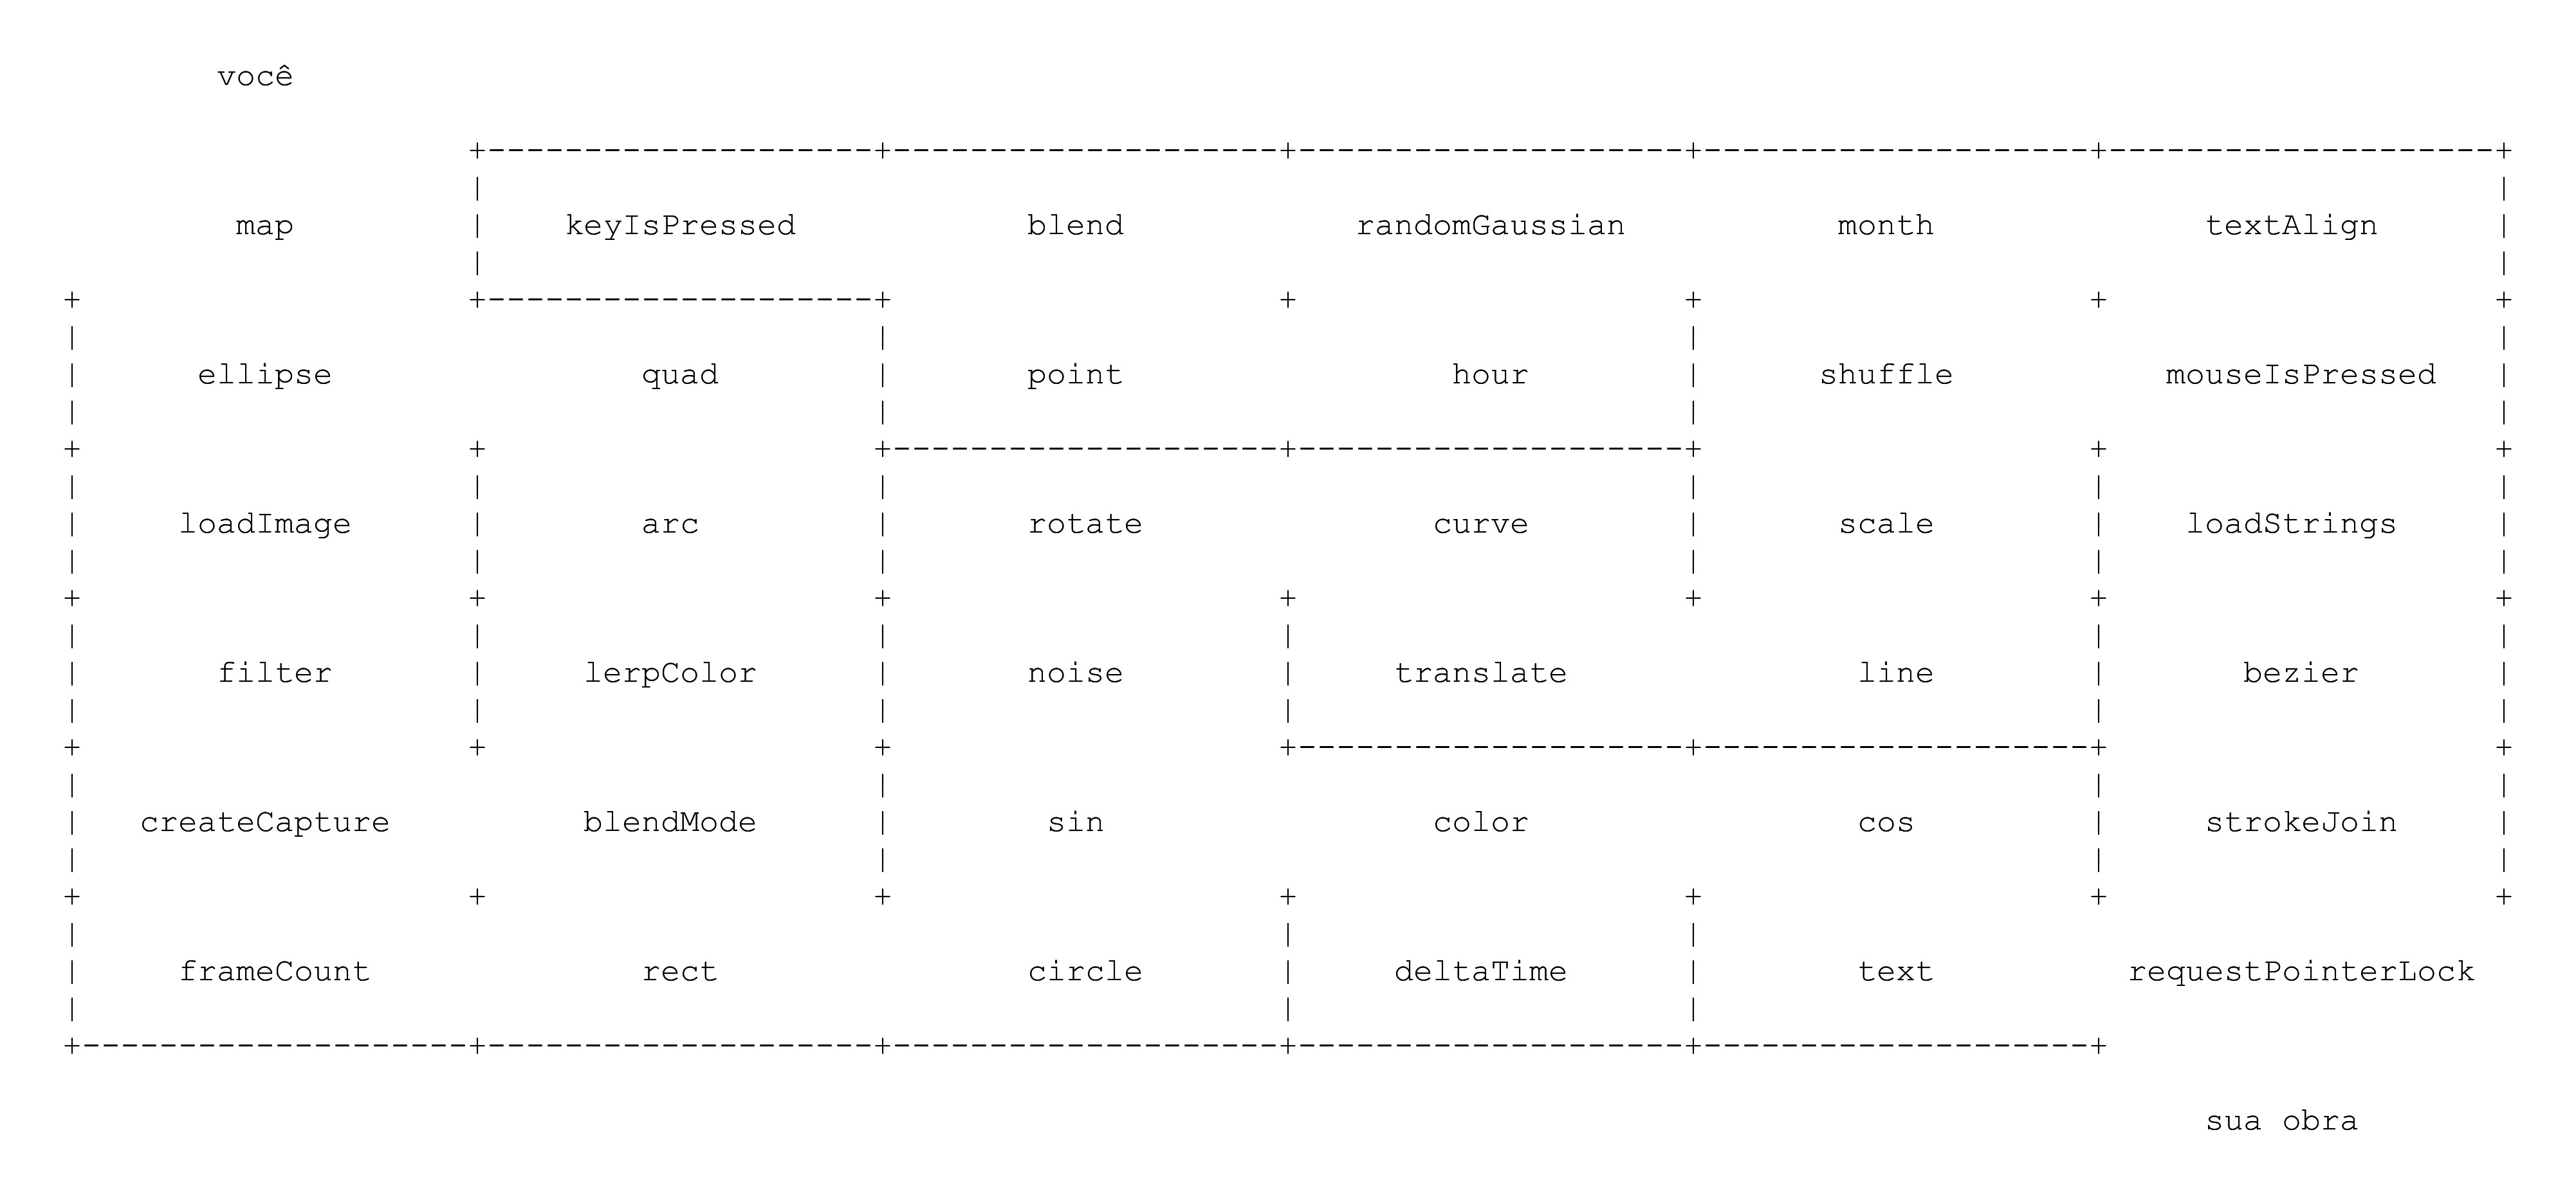 você
map keyIsPressed blend randomGaussian month textAlign
ellipse quad point hour shuffle mouseIsPressed
loadImage arc rotate curve scale loadStrings
filter lerpColor noise translate line bezier
createCapture blendMode sin color cos strokeJoin
frameCount rect circle deltaTime text requestPointerLock
sua obra